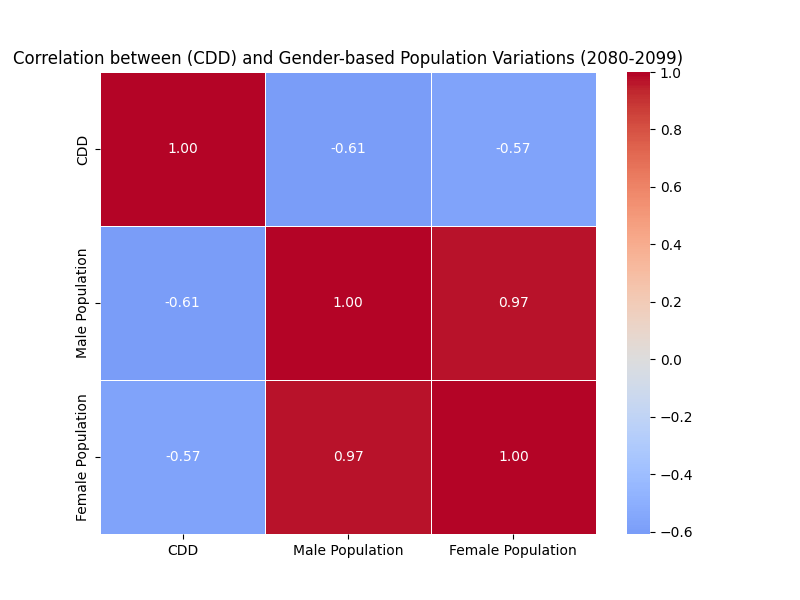 Correlation between (CDD) and Gender-based Population Variations (2080-2099)
CDD
1.00
-0.61
-0.57
Male Population
-0.61
1.00
0.97
Female Population
-0.57
0.97
1.00
CDD
Male Population
Female Population
1.0
0.8
0.6
0.4
0.2
0.0
−0.2
−0.4
−0.6